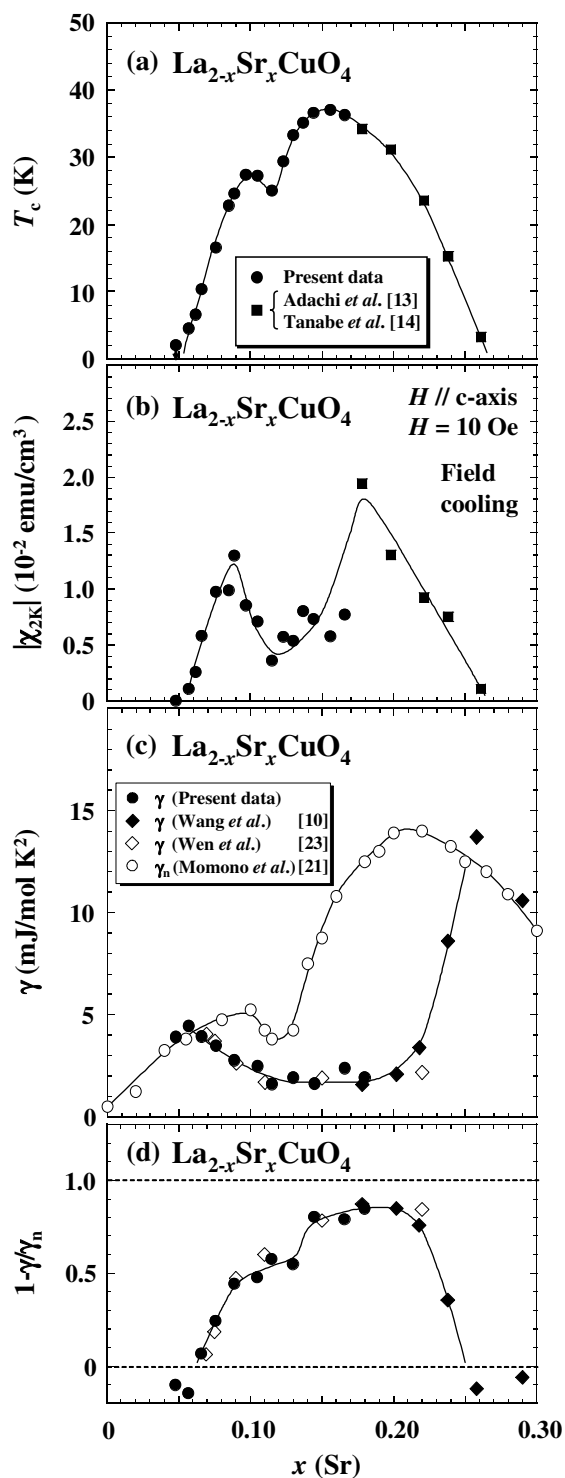 50
(a) La2-xSrxCuO4
40
30
20
10
0
Tc (K)
● Present data
■ { Adachi et al. [13]
Tanabe et al. [14]
(b) La2-xSrxCuO4
H // c-axis
H = 10 Oe
Field
cooling
2.5
2.0
1.0
0.5
0
|χ2K| (10-2 emu/cm3)
(c) La2-xSrxCuO4
● γ (Present data)
◆ γ (Wang et al.) [10]
◇ γ (Wen et al.) [23]
○ γn (Momono et al.) [21]
15
10
5
0
γ (mJ/mol K2)
(d) La2-xSrxCuO4
1.0
0.5
0
1-γ/γn
0 0.10 0.20 0.30
x (Sr)